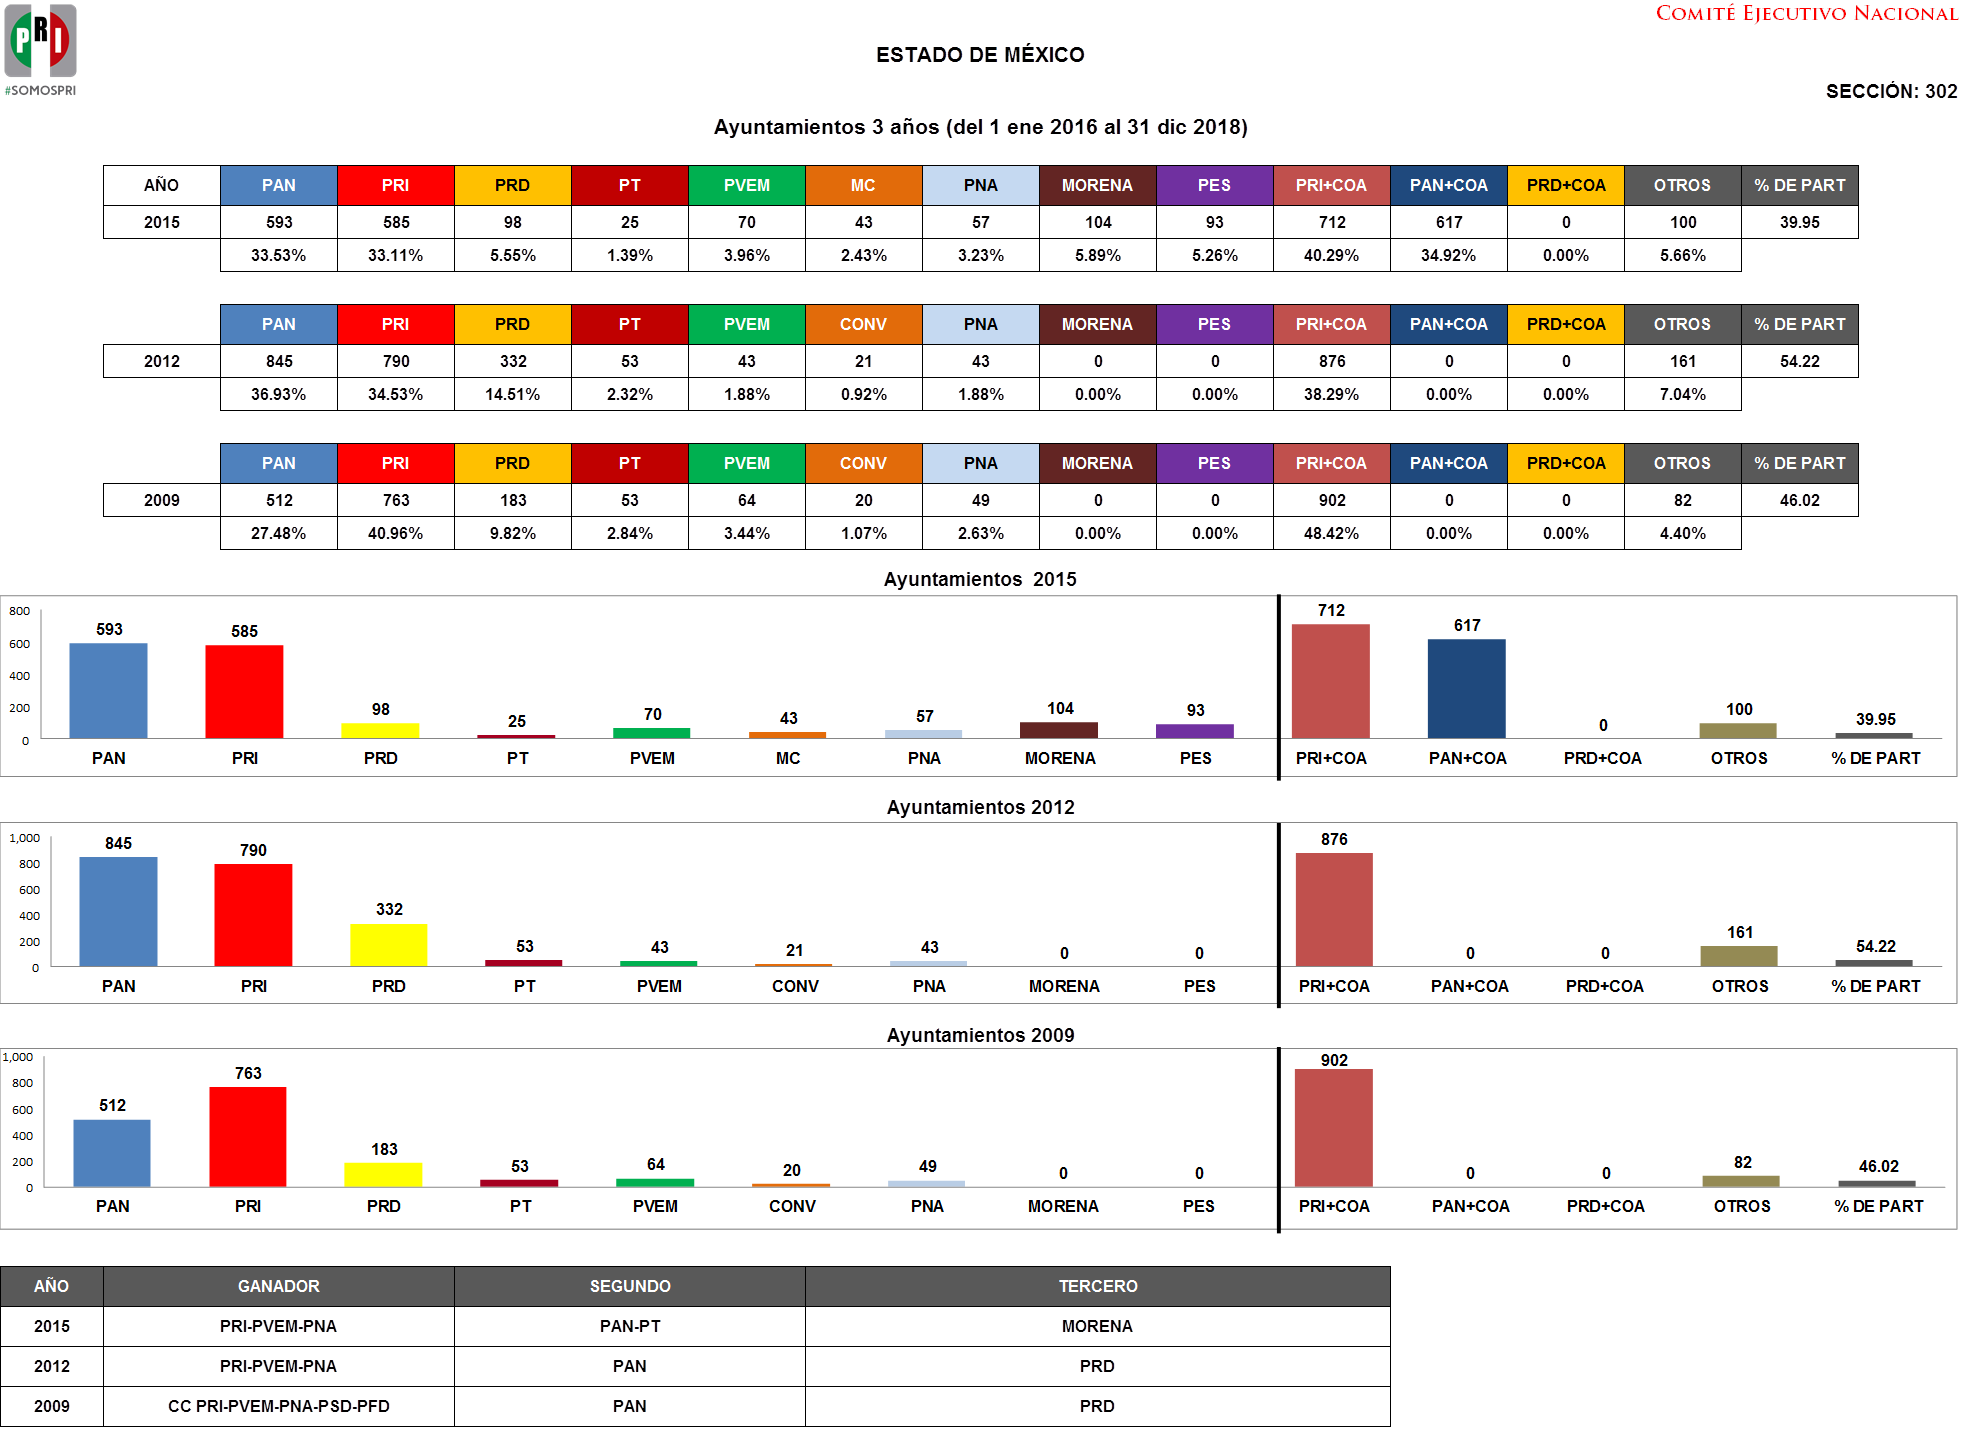 PRI
#SOMOSPRI
COMITÉ EJECUTIVO NACIONAL
ESTADO DE MÉXICO
SECCIÓN: 302
Ayuntamientos 3 años (del 1 ene 2016 al 31 dic 2018)
AÑO PAN PRI PRD PT PVEM MC PNA MORENA PES PRI+COA PAN+COA PRD+COA OTROS % DE PART
2015 593 585 98 25 70 43 57 104 93 712 617 0 100 39.95
33.53% 33.11% 5.55% 1.39% 3.96% 2.43% 3.23% 5.89% 5.26% 40.29% 34.92% 0.00% 5.66%
PAN PRI PRD PT PVEM CONV PNA MORENA PES PRI+COA PAN+COA PRD+COA OTROS % DE PART
2012 845 790 332 53 43 21 43 0 0 876 0 0 161 54.22
36.93% 34.53% 14.51% 2.32% 1.88% 0.92% 1.88% 0.00% 0.00% 38.29% 0.00% 0.00% 7.04%
PAN PRI PRD PT PVEM CONV PNA MORENA PES PRI+COA PAN+COA PRD+COA OTROS % DE PART
2009 512 763 183 53 64 20 49 0 0 902 0 0 82 46.02
27.48% 40.96% 9.82% 2.84% 3.44% 1.07% 2.63% 0.00% 0.00% 48.42% 0.00% 0.00% 4.40%
Ayuntamientos 2015
800
600
400
200
0
593 585 98 25 70 43 57 104 93 712 617 0 100 39.95
PAN PRI PRD PT PVEM MC PNA MORENA PES PRI+COA PAN+COA PRD+COA OTROS % DE PART
Ayuntamientos 2012
1,000
800
600
400
200
0
845 790 332 53 43 21 43 0 0 876 0 0 161 54.22
PAN PRI PRD PT PVEM CONV PNA MORENA PES PRI+COA PAN+COA PRD+COA OTROS % DE PART
Ayuntamientos 2009
1,000
800
600
400
200
0
512 763 183 53 64 20 49 0 0 902 0 0 82 46.02
PAN PRI PRD PT PVEM CONV PNA MORENA PES PRI+COA PAN+COA PRD+COA OTROS % DE PART
AÑO GANADOR SEGUNDO TERCERO
2015 PRI-PVEM-PNA PAN-PT MORENA
2012 PRI-PVEM-PNA PAN PRD
2009 CC PRI-PVEM-PNA-PSD-PFD PAN PRD